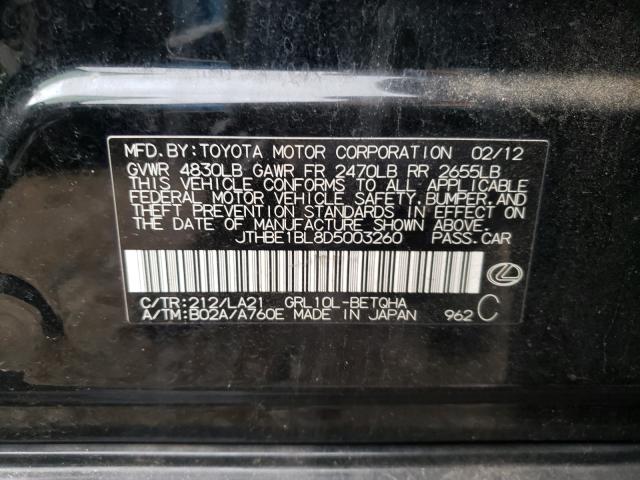 MFD.BY:TOYOTA MOTOR CORPORATION 02/12
GVWR 4830LB GAWR FR 2470LB RR 2655LB
THIS VEHICLE CONFORMS TO ALL APPLICABLE
FEDERAL MOTOR VEHICLE SAFETY,BUMPER,AND
THEFT PREVENTION STANDARDS IN EFFECT ON
THE DATE OF MANUFACTURE SHOWN ABOVE.
JTHBE1BL8D5003260 PASS.CAR
C/TR:212/LA21 GRL10L-BETQHA
A/TM:B02A/A760E MADE IN JAPAN 962 C